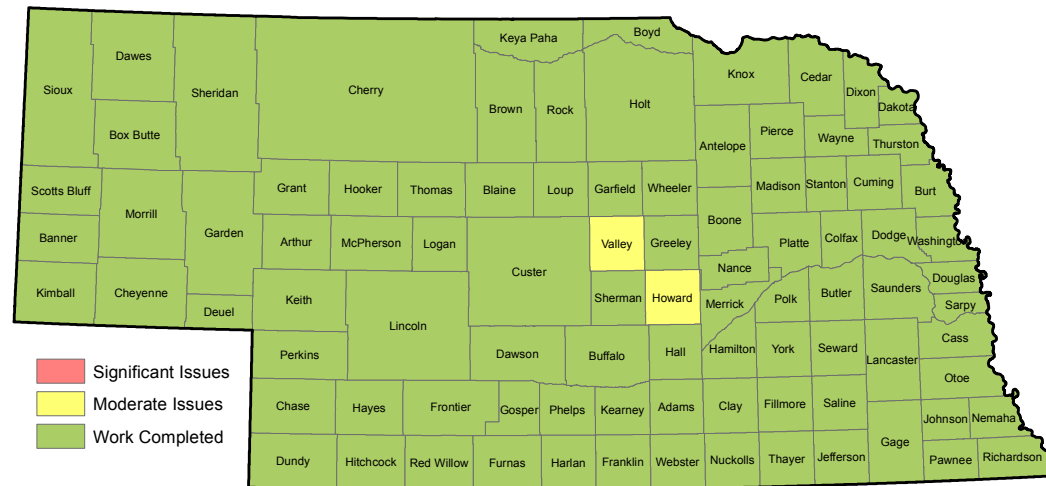 Keya Paha
Boyd
Dawes
Knox
Cedar
Sioux
Sheridan
Cherry
Dixon
Brown
Rock
Holt
Dakota
Box Butte
Pierce
Wayne
Antelope
Thurston
Scotts Bluff
Grant
Hooker
Thomas
Blaine
Loup
Garfield
Wheeler
Madison
Stanton
Cuming
Burt
Morrill
Banner
Garden
Arthur
McPherson
Logan
Valley
Greeley
Boone
Platte
Colfax
Dodge
Washington
Custer
Nance
Kimball
Cheyenne
Keith
Sherman
Howard
Merrick
Polk
Butler
Saunders
Douglas
Sarpy
Deuel
Lincoln
Perkins
Dawson
Buffalo
Hall
Hamilton
York
Seward
Lancaster
Cass
Otoe
Significant Issues
Moderate Issues
Work Completed
Chase
Hayes
Frontier
Gosper
Phelps
Kearney
Adams
Clay
Fillmore
Saline
Gage
Johnson
Nemaha
Dundy
Hitchcock
Red Willow
Furnas
Harlan
Franklin
Webster
Nuckolls
Thayer
Jefferson
Pawnee
Richardson